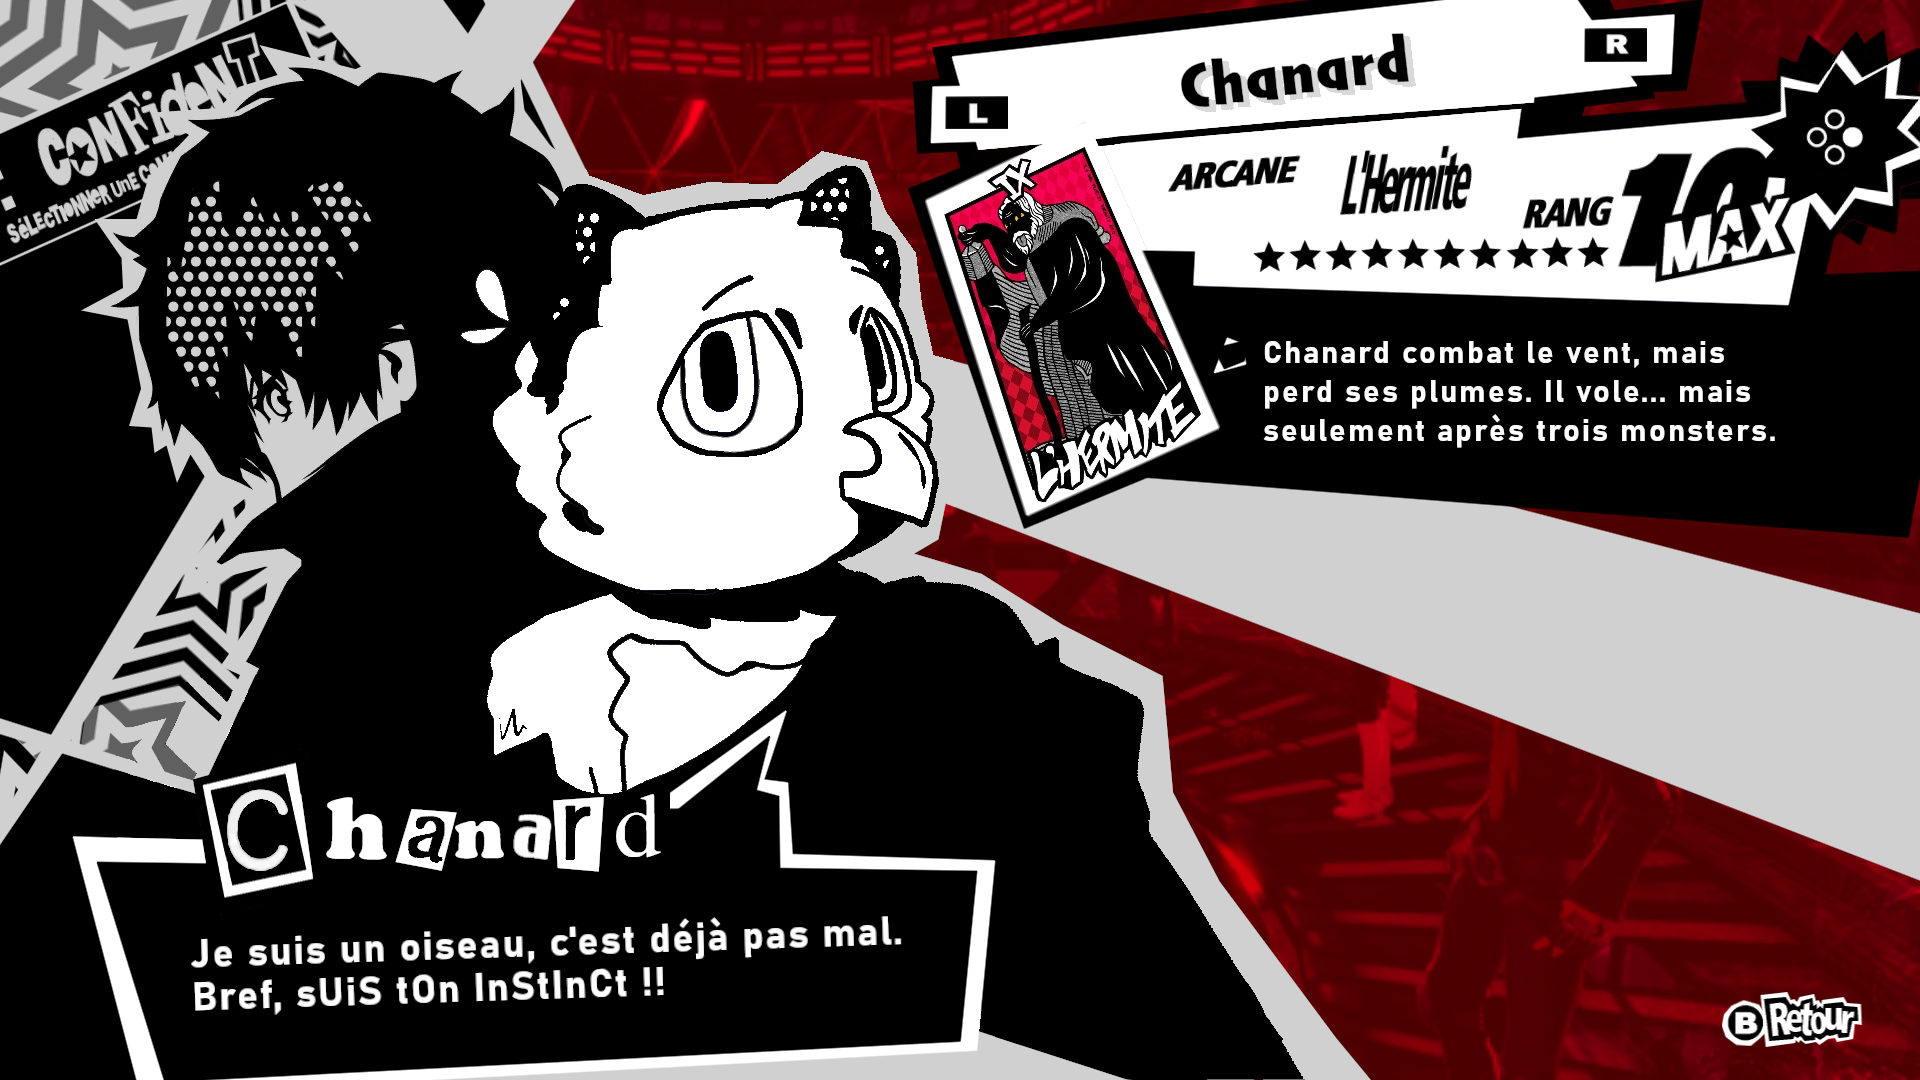 CONFIDENT
SÉLECTIONNER UNE CON
L
Chanard
R
ARCANE
L'Hermite
RANG
10
MAX
IX
L'HERMITE
Chanard combat le vent, mais
perd ses plumes. Il vole... mais
seulement après trois monsters.
Chanard
Je suis un oiseau, c'est déjà pas mal.
Bref, sUiS tOn InStInCt !!
B Retour